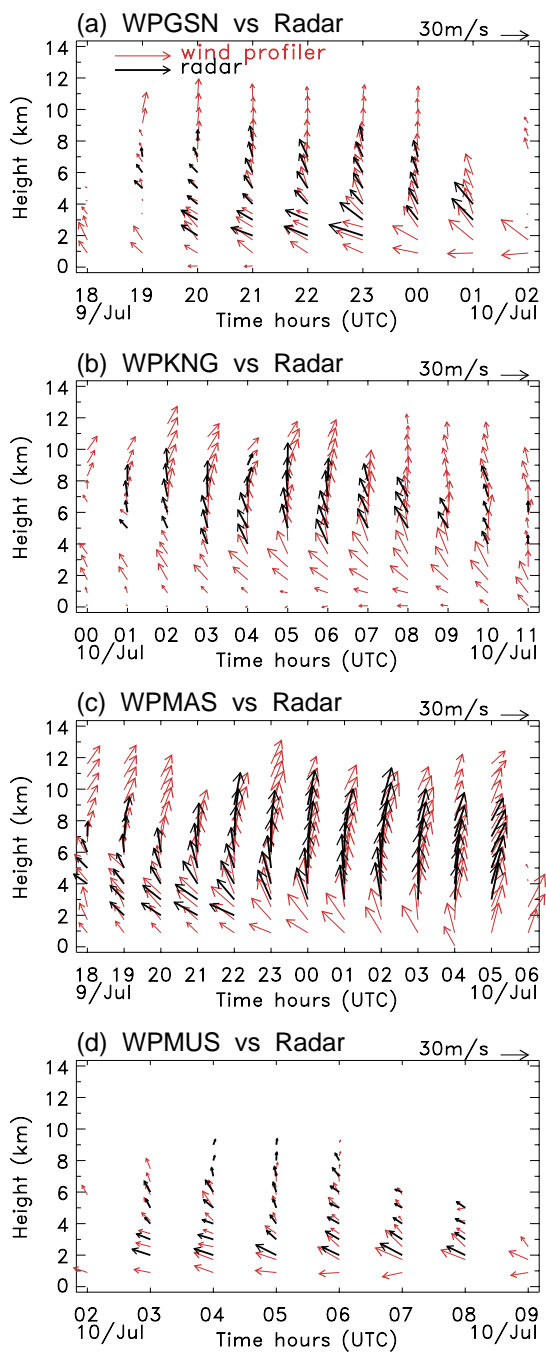 (a) WPGSN vs Radar
30m/s
wind profiler
radar
14
12
10
8
6
4
2
0
Height (km)
18 19 20 21 22 23 00 01 02
9/Jul 10/Jul
Time hours (UTC)
(b) WPKNG vs Radar
30m/s
14
12
10
8
6
4
2
0
Height (km)
00 01 02 03 04 05 06 07 08 09 10 11
10/Jul 10/Jul
Time hours (UTC)
(c) WPMAS vs Radar
30m/s
14
12
10
8
6
4
2
0
Height (km)
18 19 20 21 22 23 00 01 02 03 04 05 06
9/Jul 10/Jul
Time hours (UTC)
(d) WPMUS vs Radar
30m/s
14
12
10
8
6
4
2
0
Height (km)
02 03 04 05 06 07 08 09
10/Jul 10/Jul
Time hours (UTC)